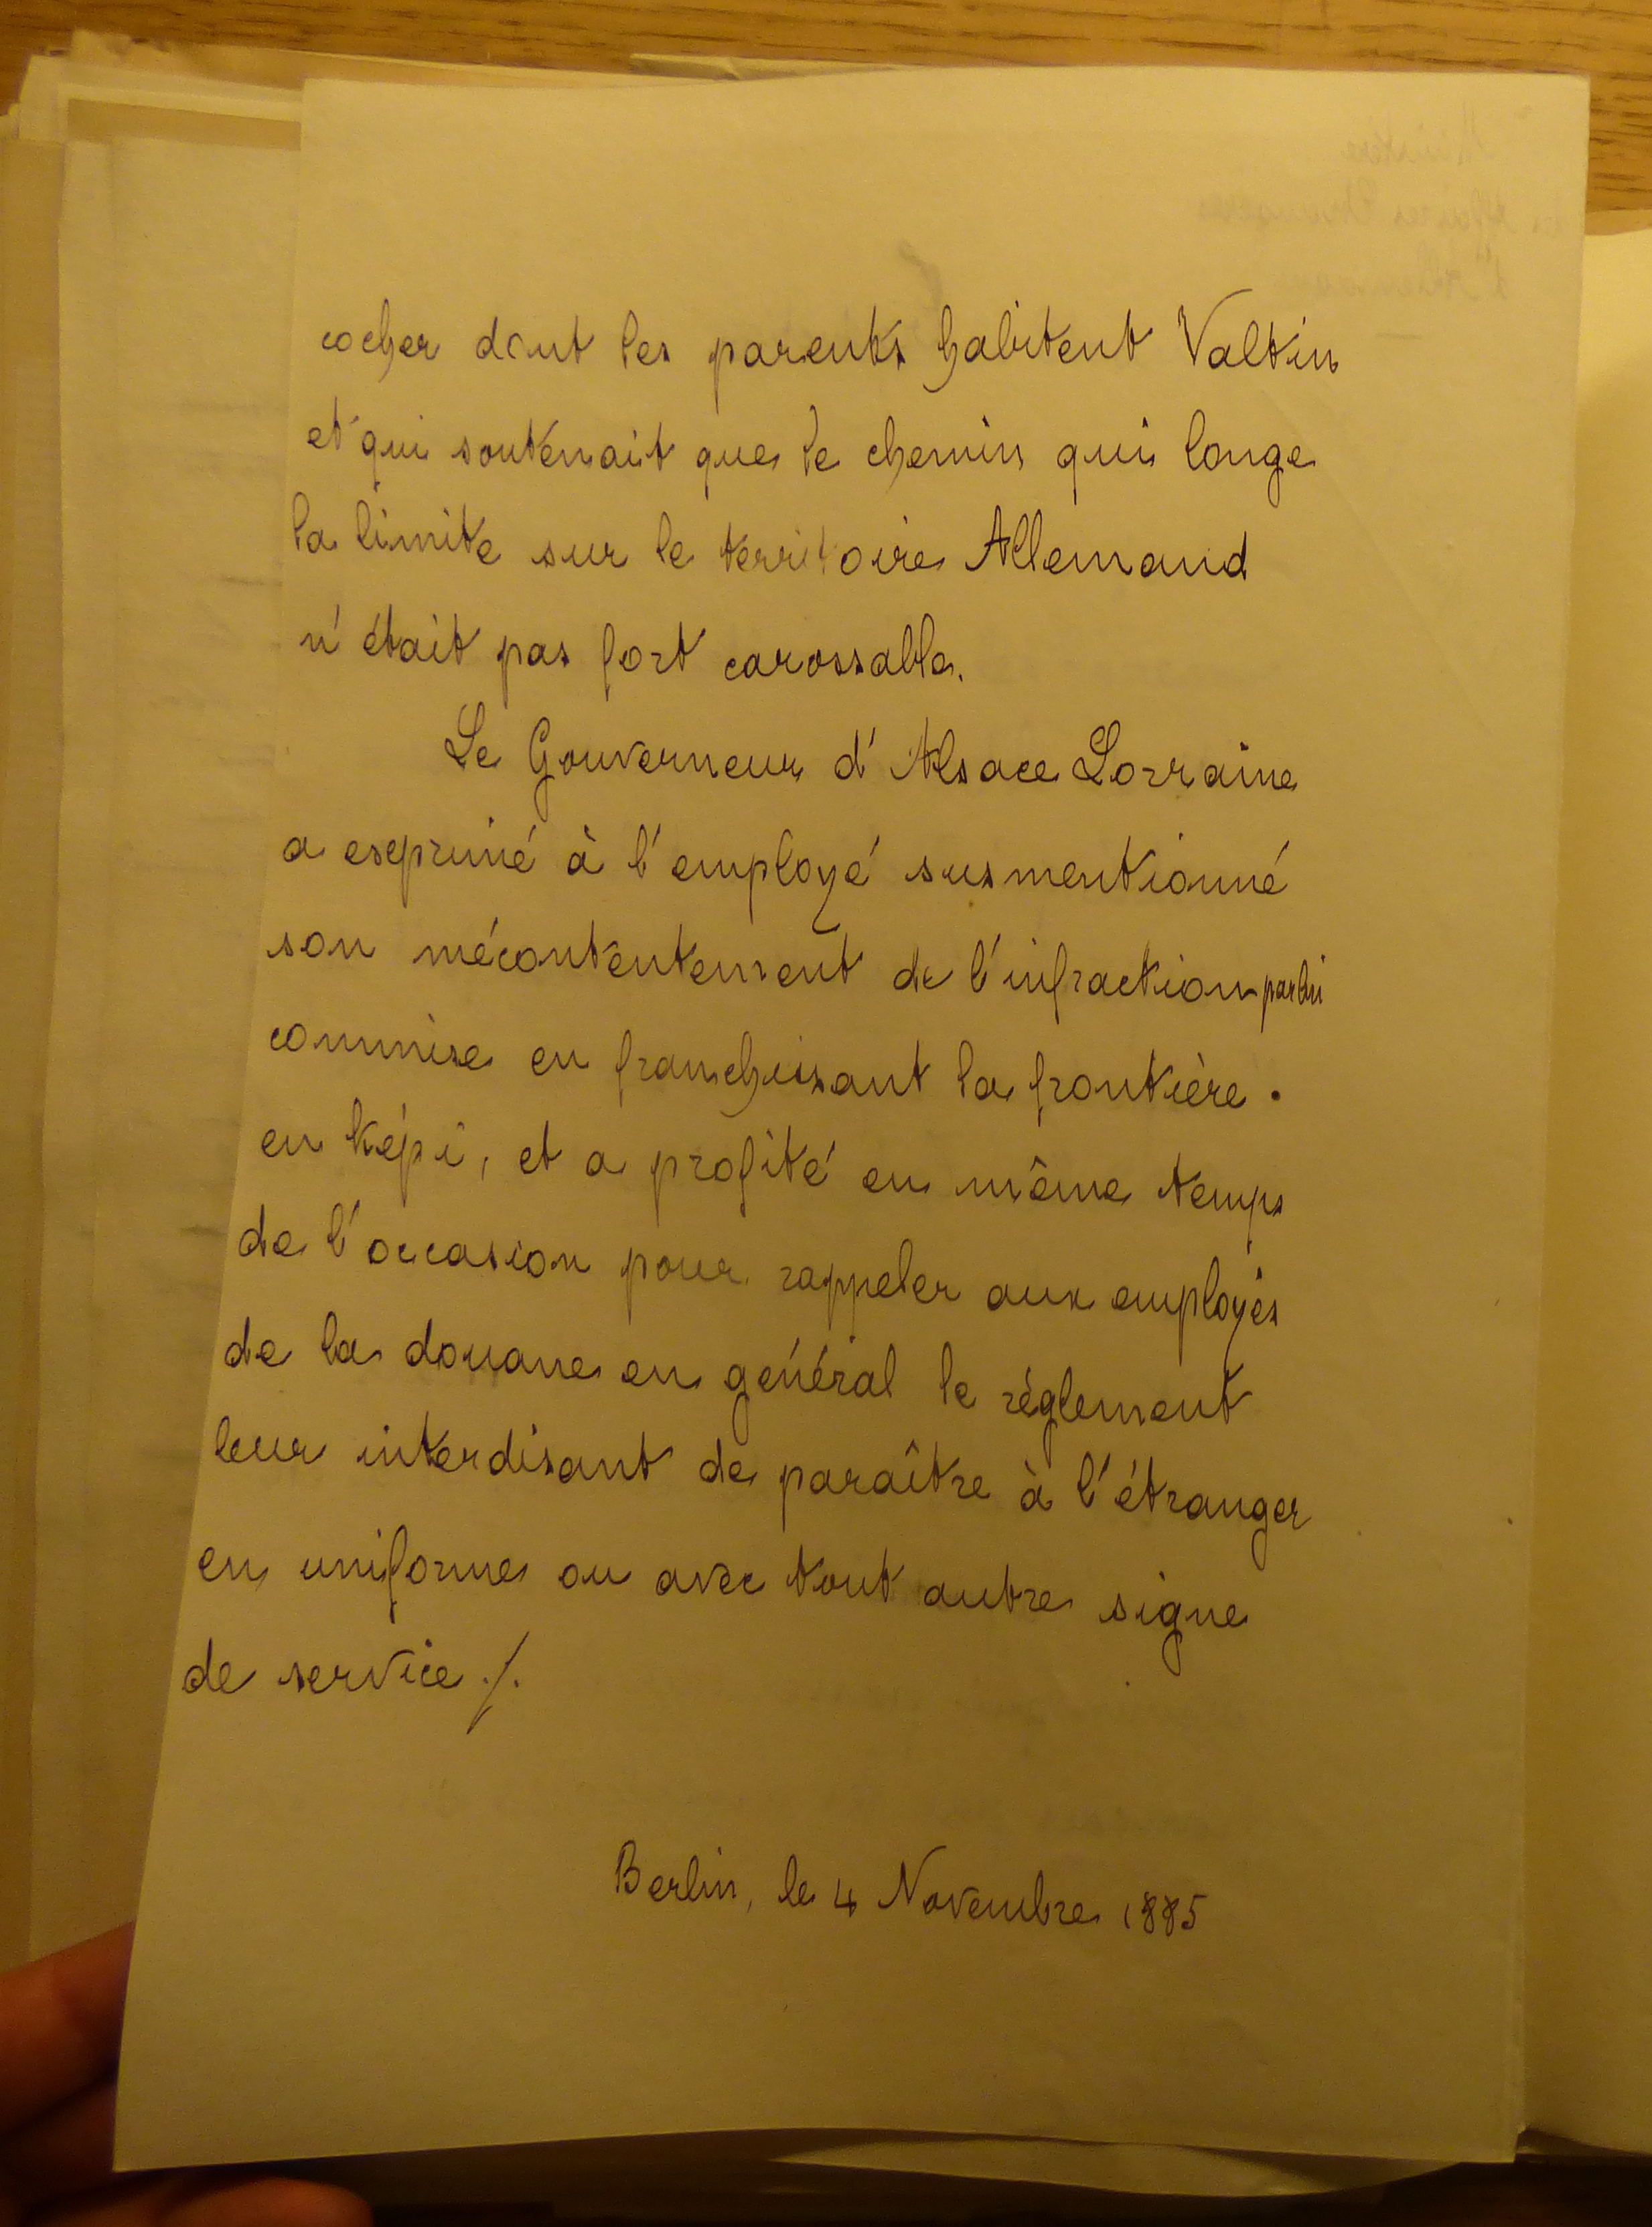 cocher dont les parents habitent Valtin
et qui soutenait que le chemin qui longe
la limite sur le territoire Allemand
n'était pas fort carossable.
Le Gouverneur d'Alsace Lorraine
a exprimé à l'employé susmentionné
son mécontentement de l'infraction par lui
commise en franchissant la frontière
en képi, et a profité en même temps
de l'occasion pour rappeler aux employés
de la douane en général le réglement
leur interdisant de paraître à l'étranger
en uniforme ou avec tout autre signe
de service ./.
Berlin, le 4 Novembre 1885